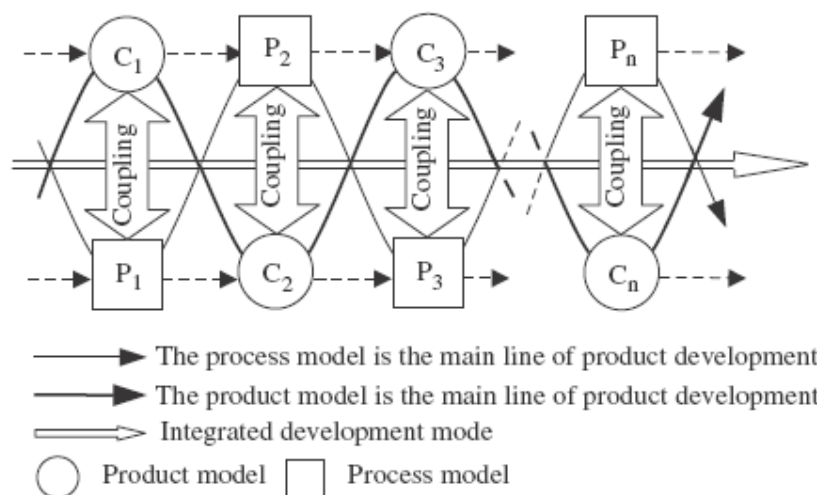 C1 P2 C3 Pn
Coupling Coupling Coupling Coupling
P1 C2 P3 Cn
The process model is the main line of product development
The product model is the main line of product development
Integrated development mode
Product model Process model